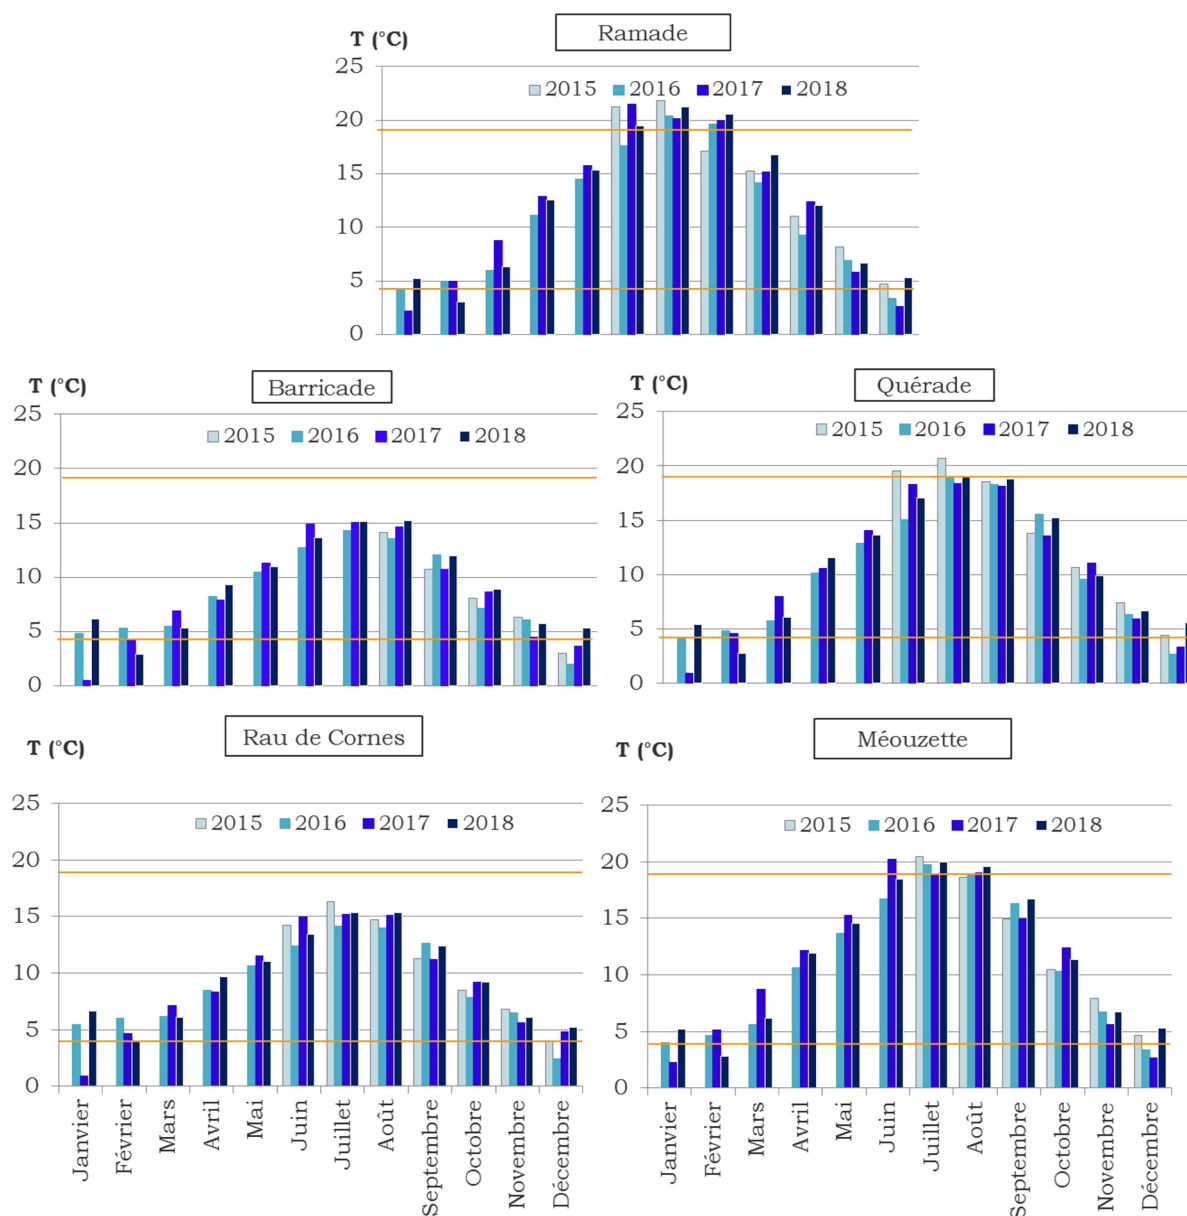 Ramade
T (°C)
25
2015 2016 2017 2018
20
15
10
5
0
Barricade
T (°C)
25
2015 2016 2017 2018
20
15
10
5
0
Quérade
T (°C)
25
2015 2016 2017 2018
20
15
10
5
0
Rau de Cornes
T (°C)
25
2015 2016 2017 2018
20
15
10
5
0
Janvier
Février
Mars
Avril
Mai
Juin
Juillet
Août
Septembre
Octobre
Novembre
Décembre
Méouzette
T (°C)
25
2015 2016 2017 2018
20
15
10
5
0
Janvier
Février
Mars
Avril
Mai
Juin
Juillet
Août
Septembre
Octobre
Novembre
Décembre